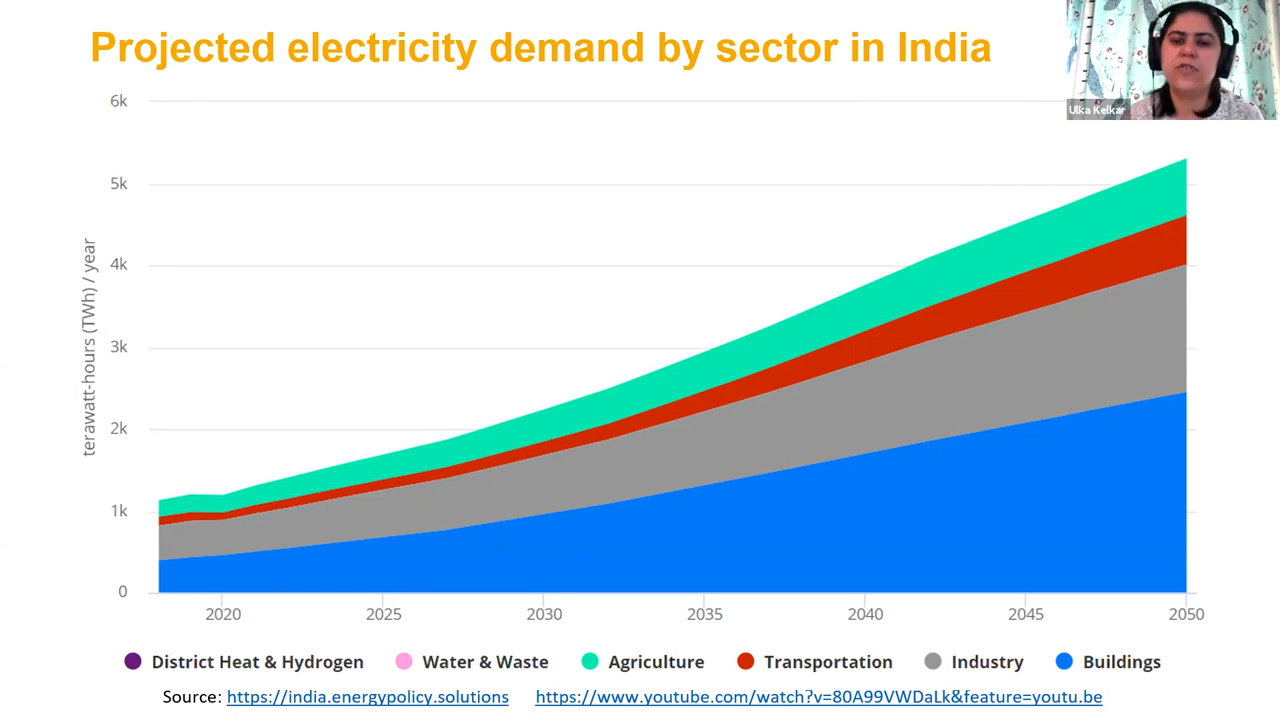 Projected electricity demand by sector in India
Ulka Kelkar
6k
5k
4k
3k
2k
1k
0
terawatt-hours (TWh) / year
2020 2025 2030 2035 2040 2045 2050
District Heat & Hydrogen Water & Waste Agriculture Transportation Industry Buildings
Source: https://india.energypolicy.solutions https://www.youtube.com/watch?v=80A99VWDaLk&feature=youtu.be